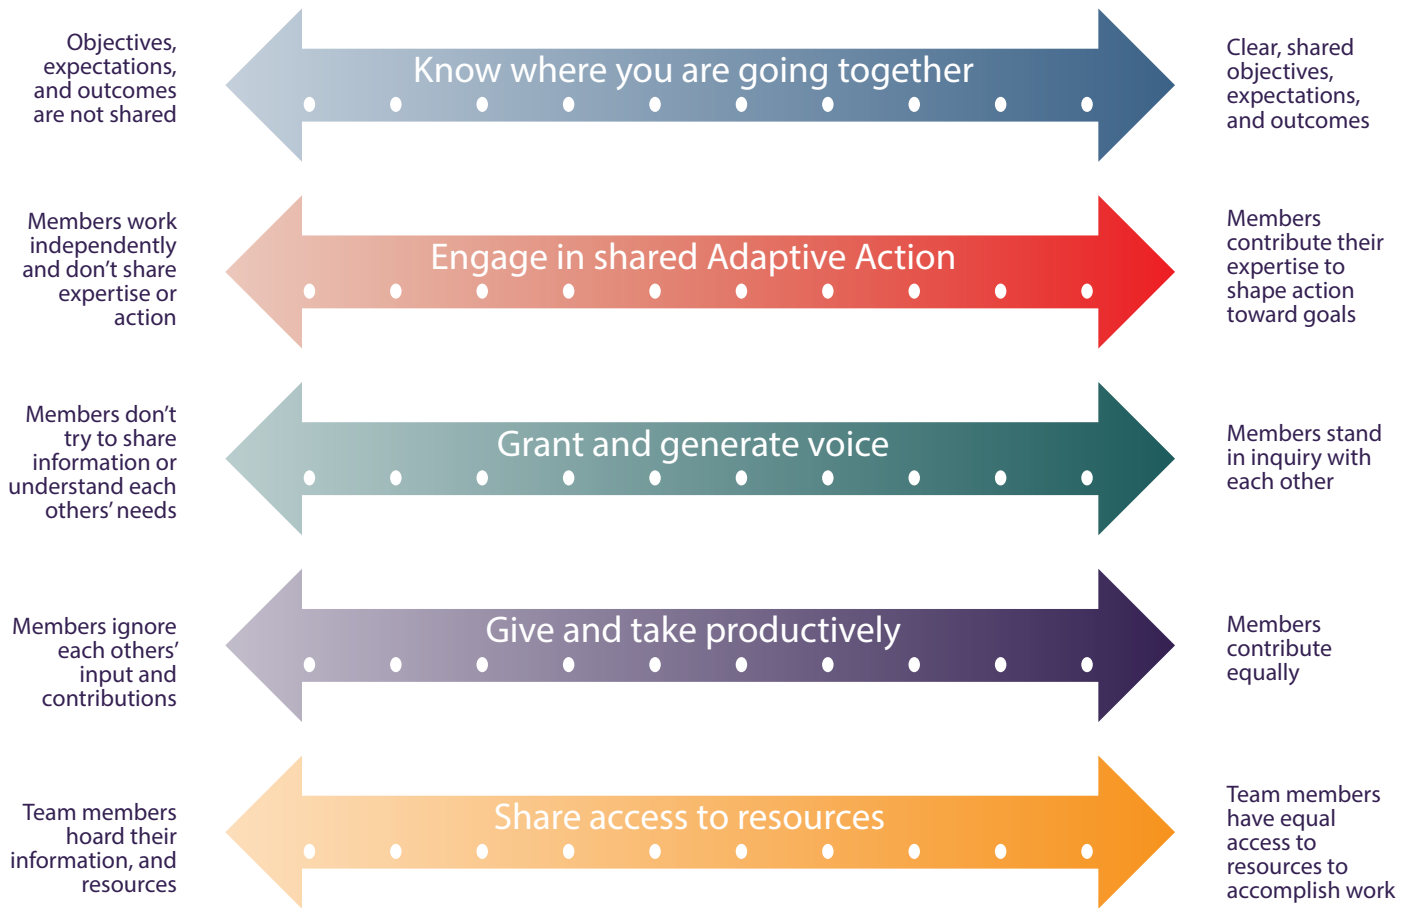 Objectives,
expectations,
and outcomes
are not shared
Know where you are going together
Clear, shared
objectives,
expectations,
and outcomes
Members work
independently
and don't share
expertise or
action
Engage in shared Adaptive Action
Members
contribute their
expertise to
shape action
toward goals
Members don't
try to share
information or
understand each
others' needs
Grant and generate voice
Members stand
in inquiry with
each other
Members ignore
each others'
input and
contributions
Give and take productively
Members
contribute
equally
Team members
hoard their
information, and
resources
Share access to resources
Team members
have equal
access to
resources to
accomplish work